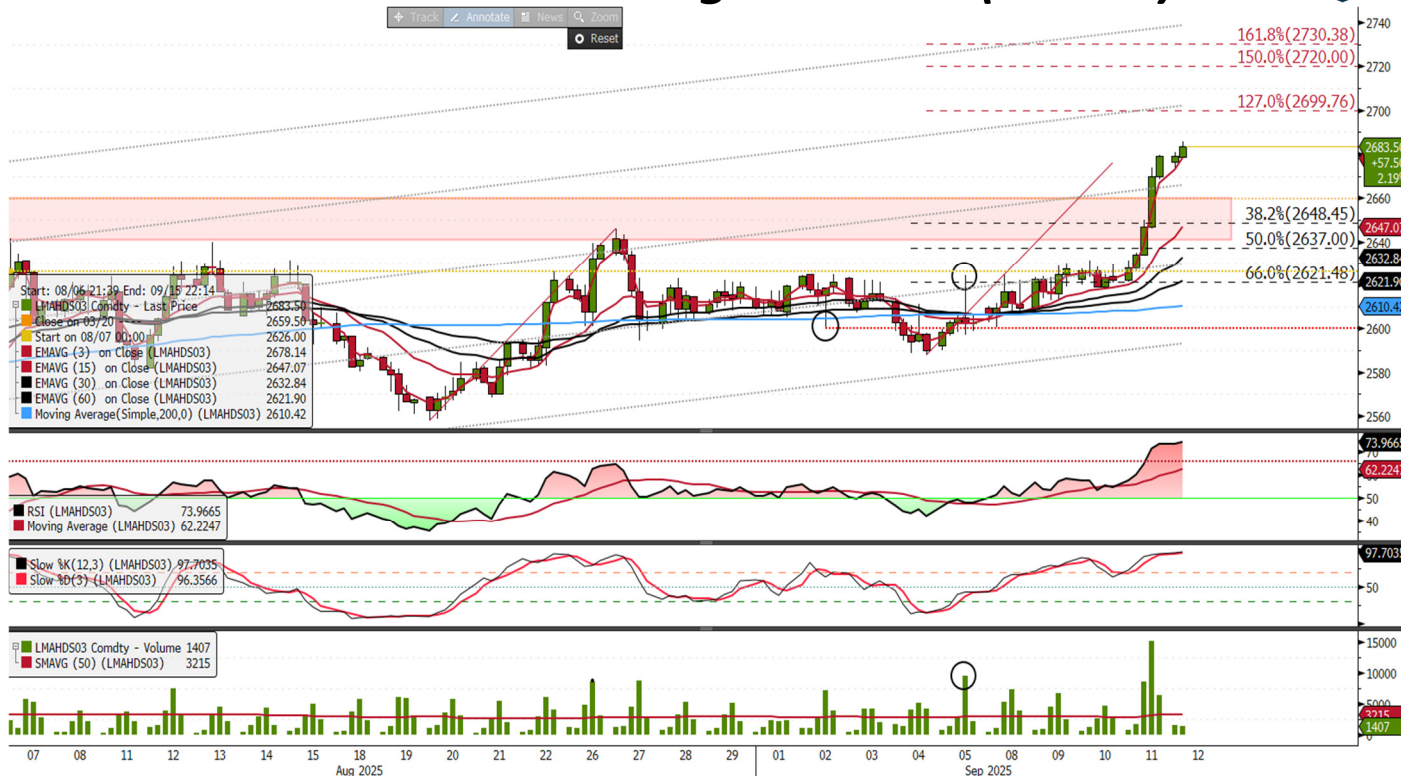 Track Annotate News Zoom
Reset
2740
161.8%(2730.38)
2720
150.0%(2720.00)
127.0%(2699.76)
2700
2683.50
+57.50
2.19%
2660
38.2%(2648.45)
2647.07
50.0%(2637.00)
2640
2632.84
66.0%(2621.48)
2621.90
2610.42
2600
2580
2560
Start: 08/06 21:39 End: 09/15 22:14
LMAHDS03 Comdty - Last Price 2683.50
Close on 03/20 2659.50
Start on 08/07 00:00 2626.00
EMAVG (3) on Close (LMAHDS03) 2678.14
EMAVG (15) on Close (LMAHDS03) 2647.07
EMAVG (30) on Close (LMAHDS03) 2632.84
EMAVG (60) on Close (LMAHDS03) 2621.90
Moving Average(Simple,200,0) (LMAHDS03) 2610.42
73.9665
70
62.2247
50
40
RSI (LMAHDS03) 73.9665
Moving Average (LMAHDS03) 62.2247
Slow %K(12,3) (LMAHDS03) 97.7035
Slow %D(3) (LMAHDS03) 96.3566
97.7035
50
LMAHDS03 Comdty - Volume 1407
SMAVG (50) (LMAHDS03) 3215
15000
10000
5000
3215
1407
0
07 08 11 12 13 14 15 18 19 20 21 22 26 27 28 29 01 02 03 04 05 08 09 10 11 12
Aug 2025 Sep 2025